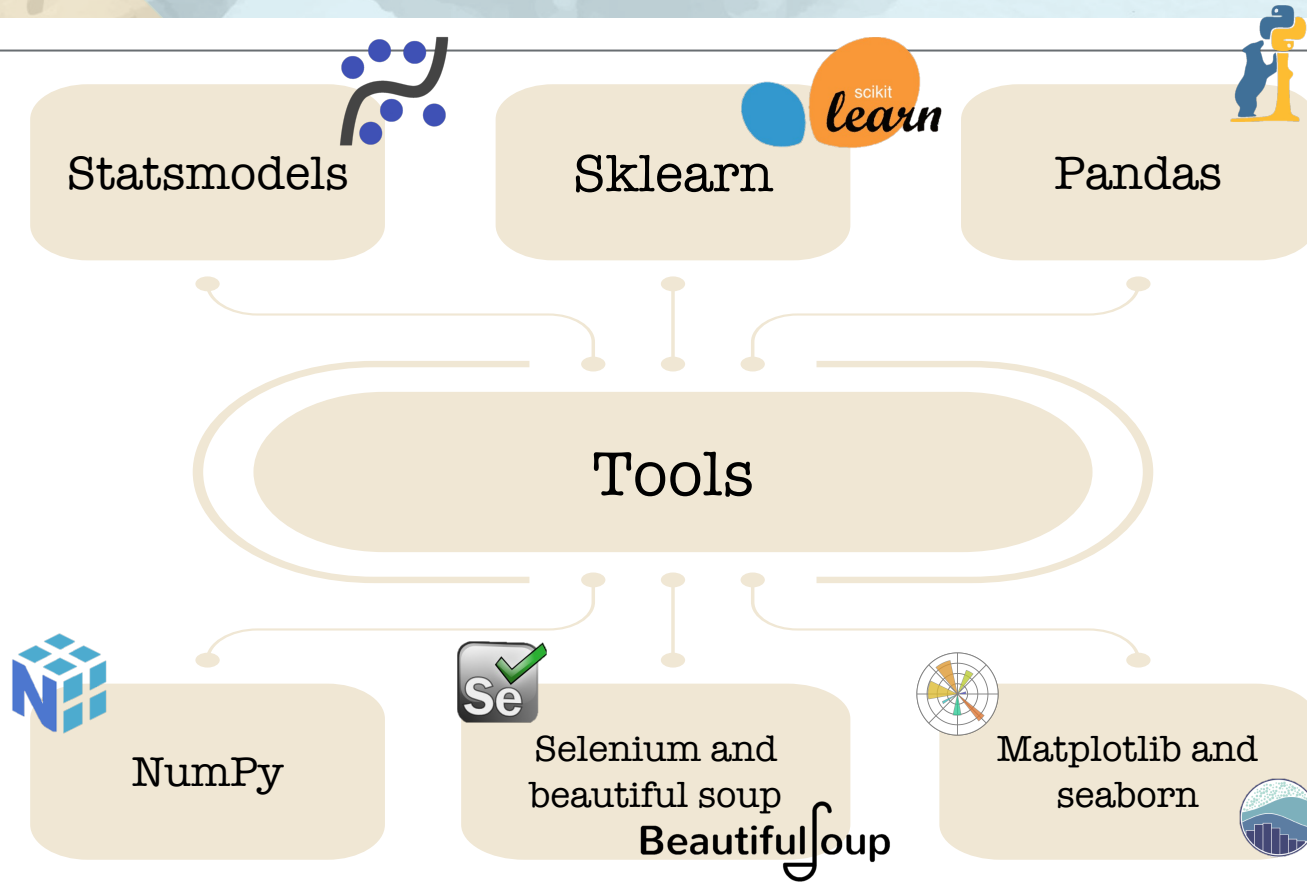 scikit
learn
Statsmodels
Sklearn
Pandas
Tools
N
Se
NumPy
Selenium and
beautiful soup
BeautifulSoup
Matplotlib and
seaborn